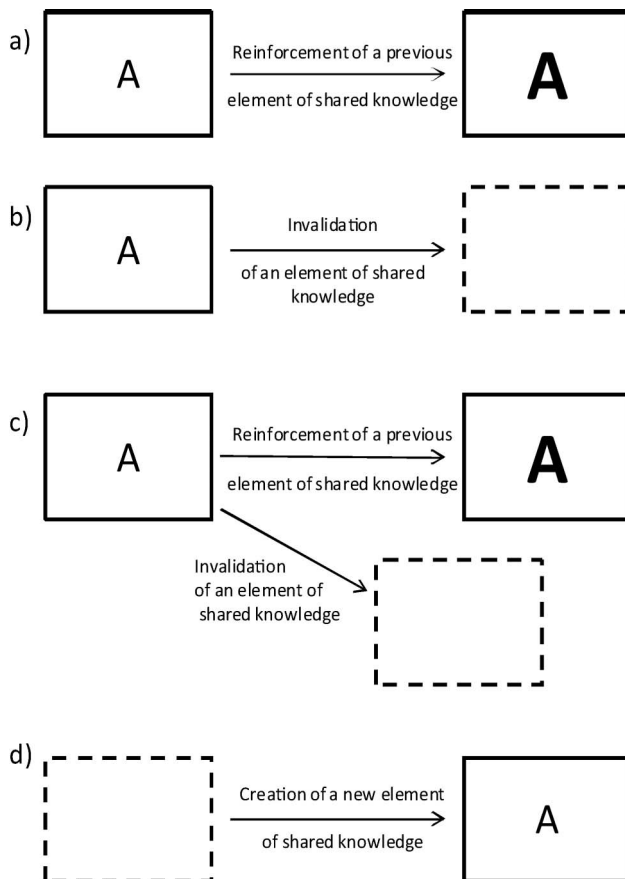 a)
A
Reinforcement of a previous
element of shared knowledge
A
b)
A
Invalidation
of an element of shared
knowledge
c)
A
Reinforcement of a previous
element of shared knowledge
A
Invalidation
of an element of
shared knowledge
d)
Creation of a new element
of shared knowledge
A